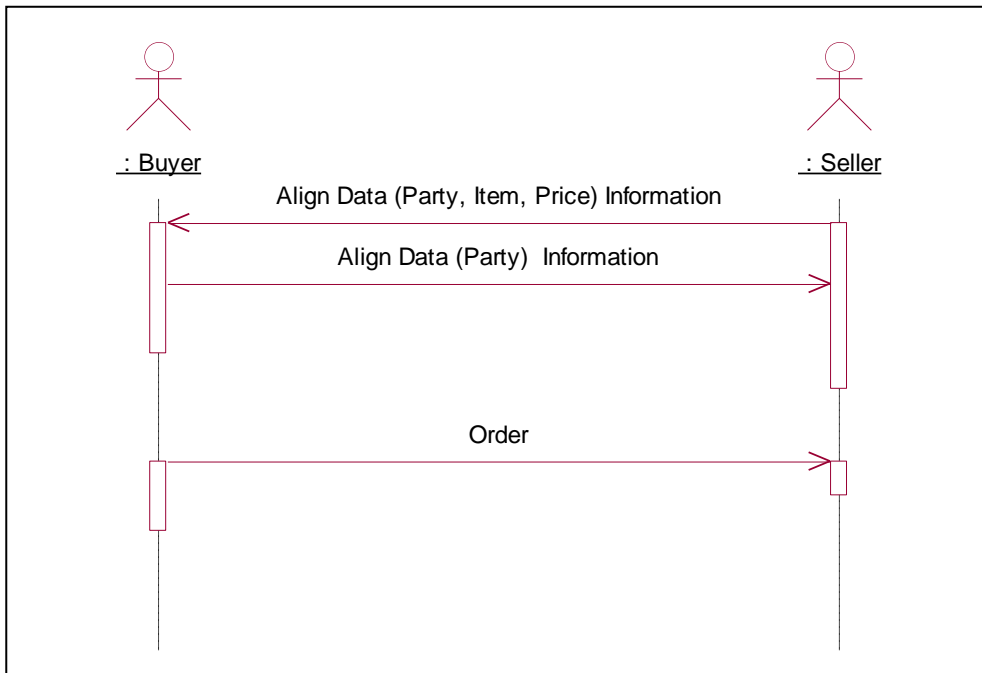 : Buyer
: Seller
Align Data (Party, Item, Price) Information
Align Data (Party)  Information
Order